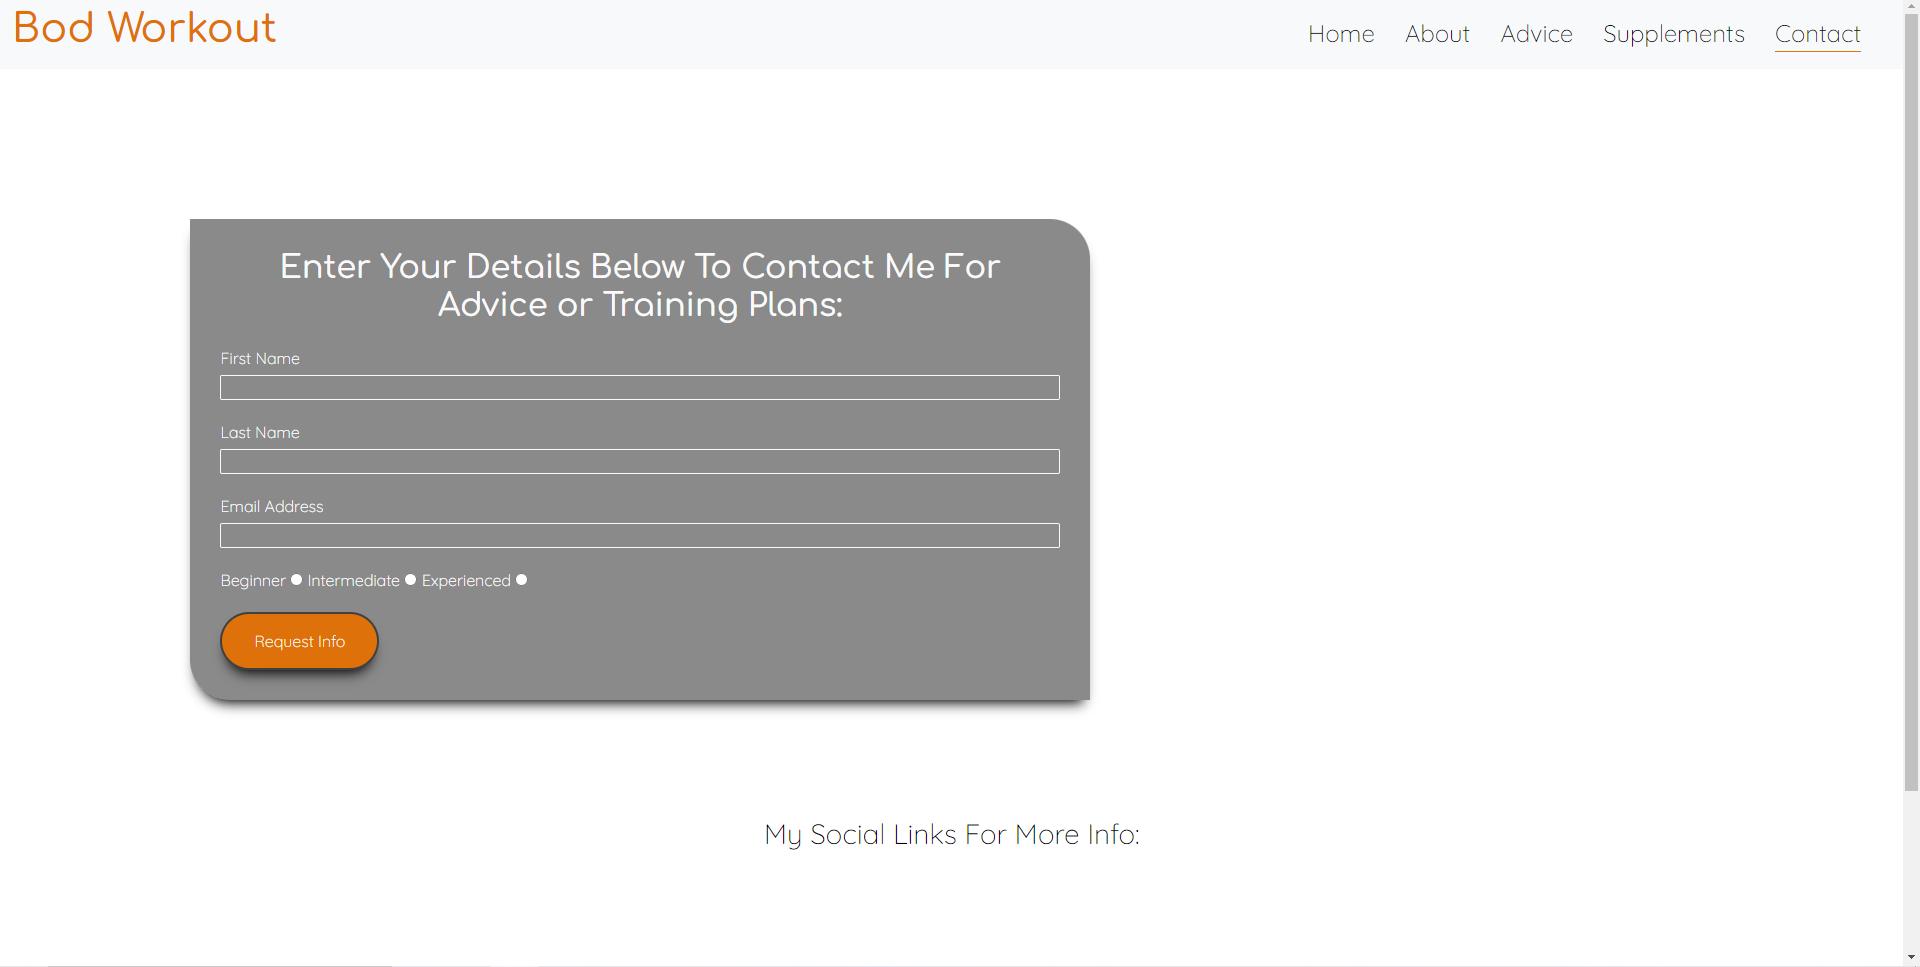 Bod Workout
Home About Advice Supplements Contact
Enter Your Details Below To Contact Me For
Advice or Training Plans:
First Name
Last Name
Email Address
Beginner Intermediate Experienced
Request Info
My Social Links For More Info: